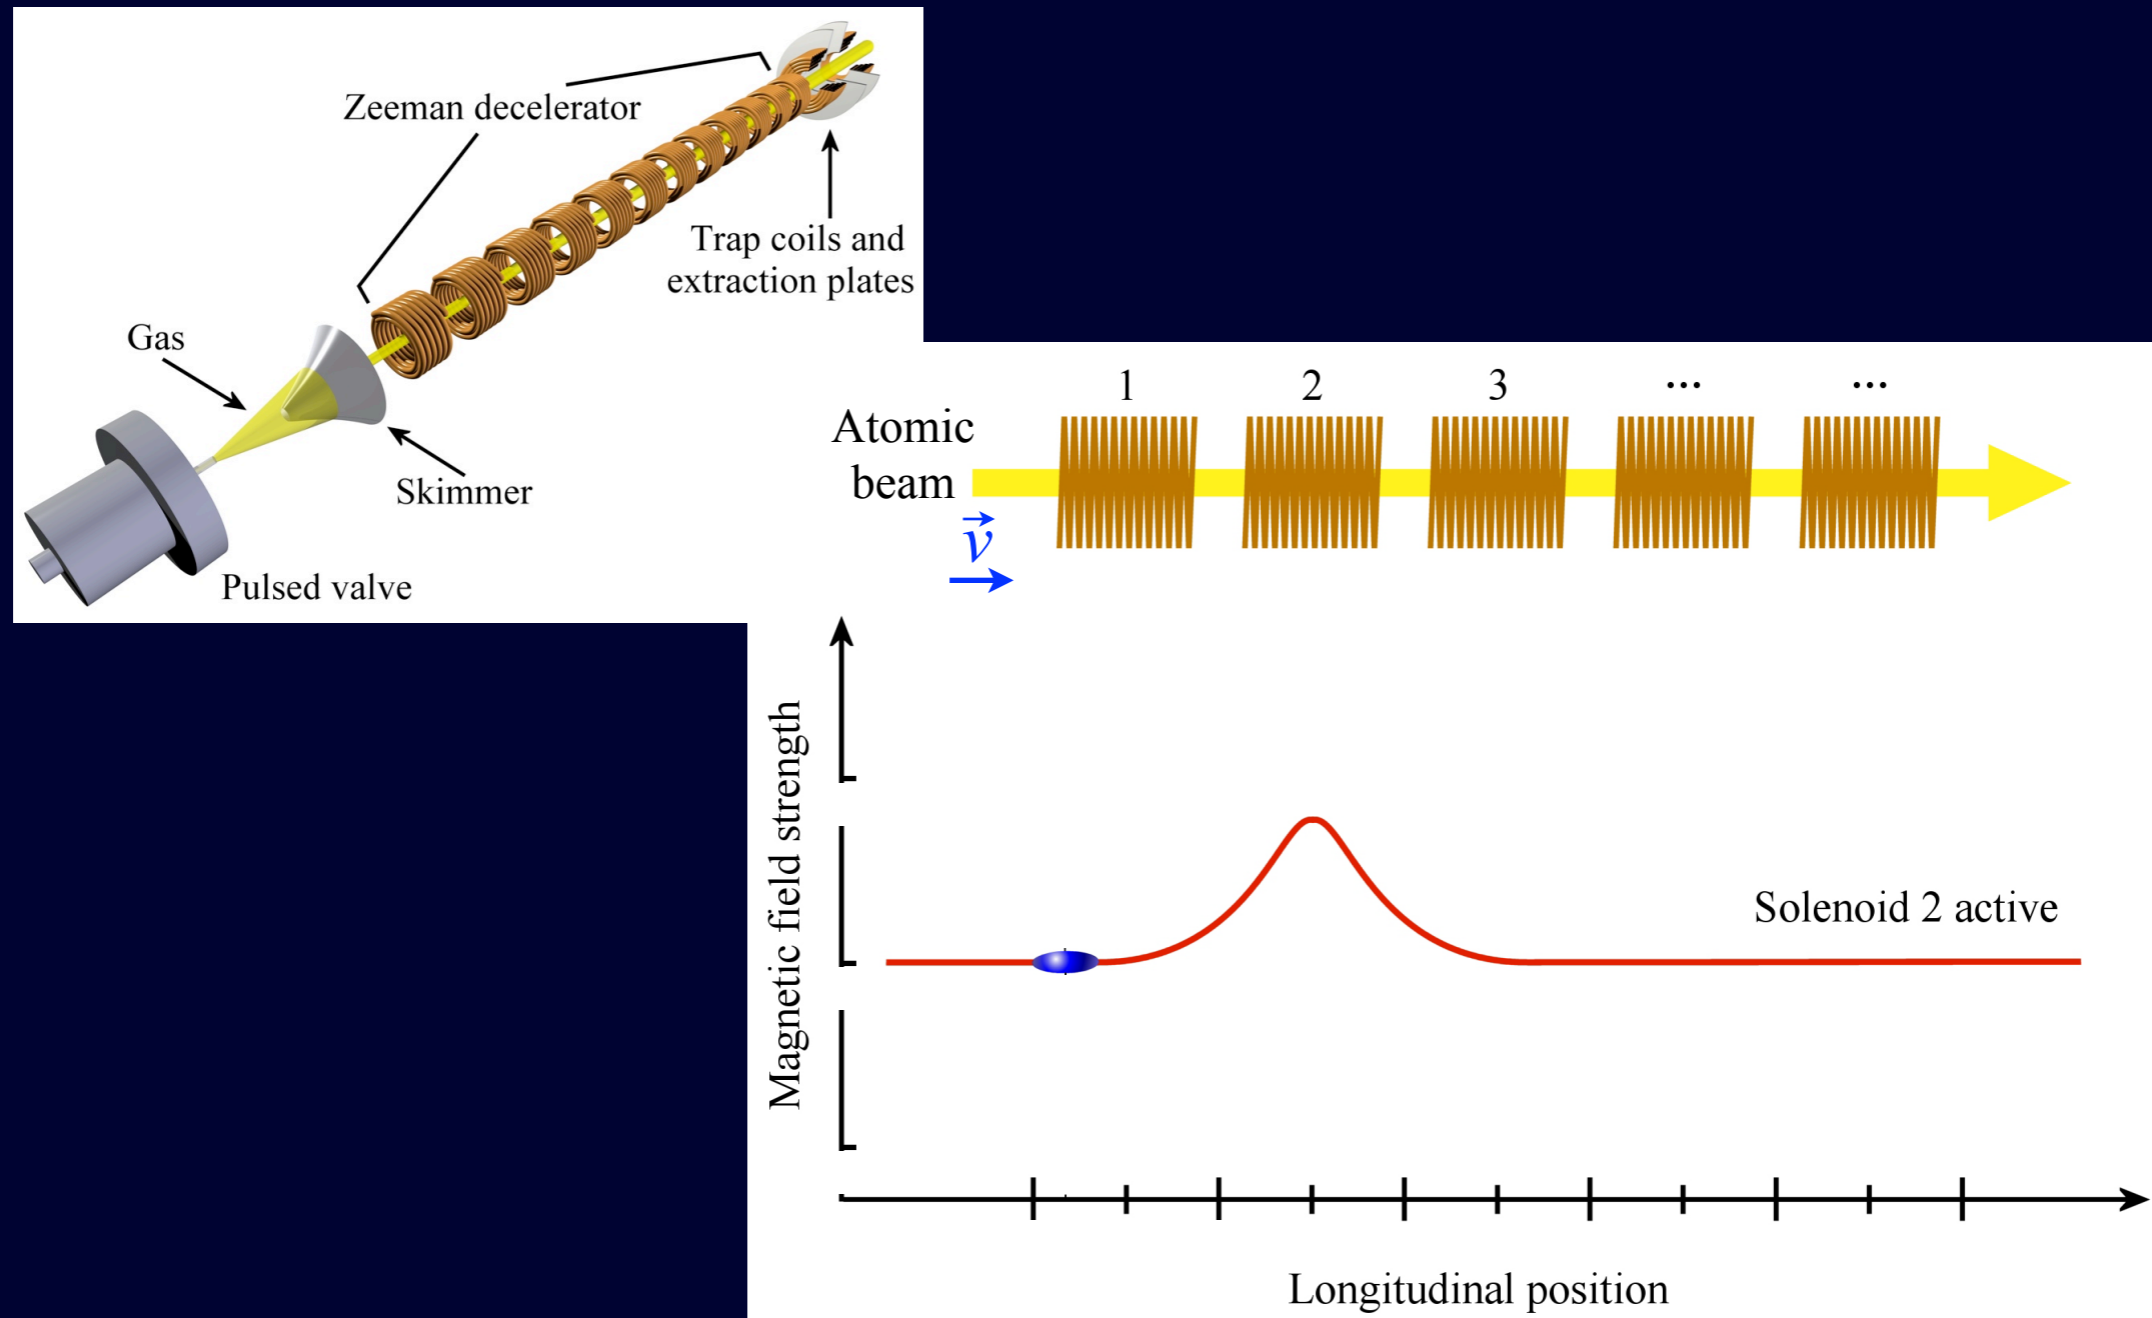 Zeeman decelerator
Trap coils and
extraction plates
Gas
Skimmer
Pulsed valve
1 2 3 ... ...
Atomic
beam
v
Magnetic field strength
Solenoid 2 active
Longitudinal position